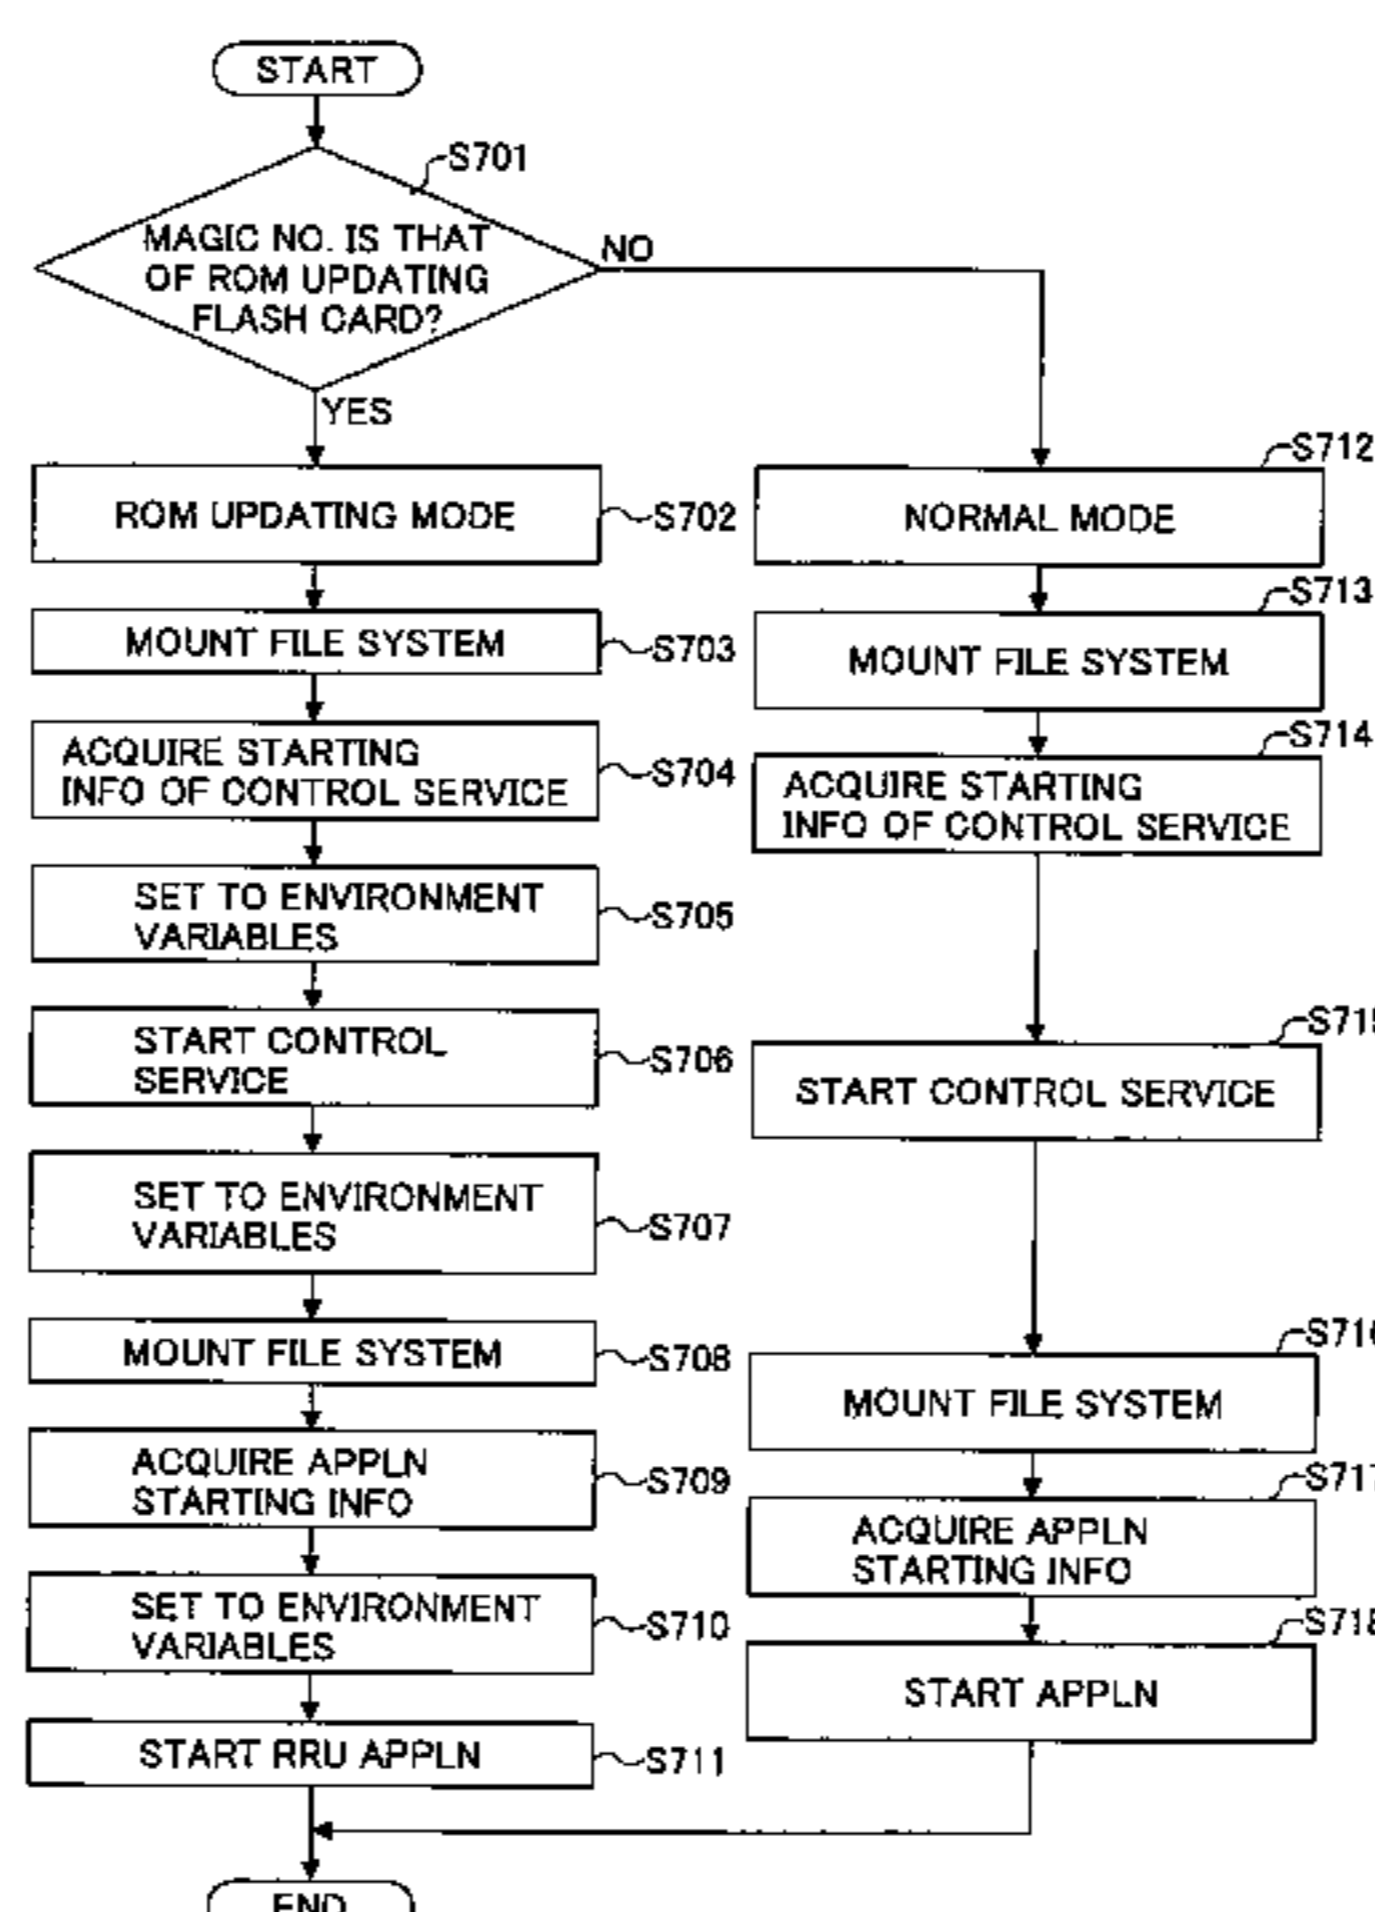 START
S701
MAGIC NO. IS THAT
OF ROM UPDATING
FLASH CARD?
NO
YES
ROM UPDATING MODE
S702
MOUNT FILE SYSTEM
S703
ACQUIRE STARTING
INFO OF CONTROL SERVICE
S704
SET TO ENVIRONMENT
VARIABLES
S705
START CONTROL
SERVICE
S706
SET TO ENVIRONMENT
VARIABLES
S707
MOUNT FILE SYSTEM
S708
ACQUIRE APPLN
STARTING INFO
S709
SET TO ENVIRONMENT
VARIABLES
S710
START RRU APPLN
S711
S712
NORMAL MODE
S713
MOUNT FILE SYSTEM
S714
ACQUIRE STARTING
INFO OF CONTROL SERVICE
S715
START CONTROL SERVICE
S716
MOUNT FILE SYSTEM
S717
ACQUIRE APPLN
STARTING INFO
S718
START APPLN
END